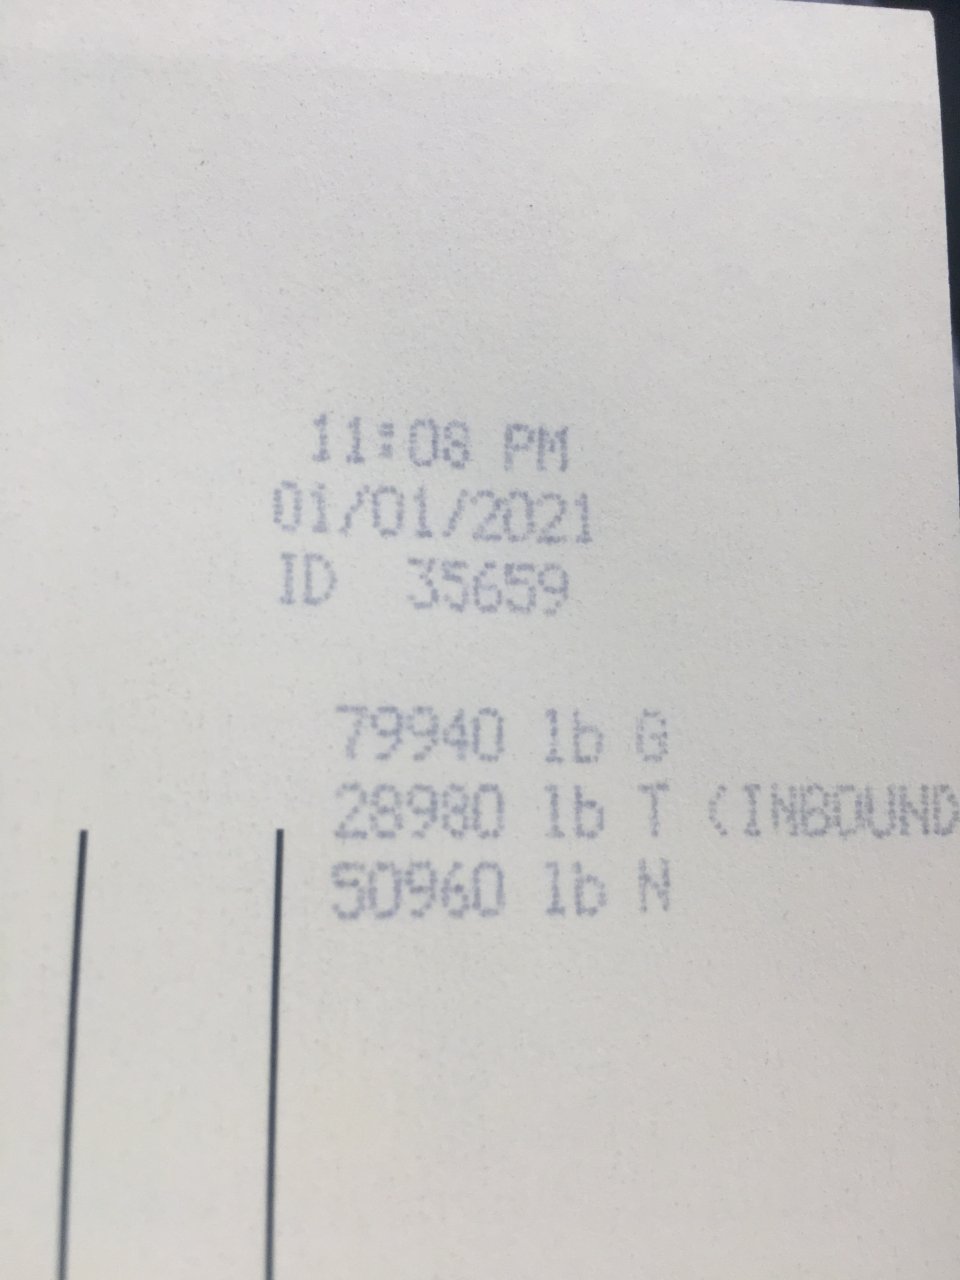 11:08 PM
01/01/2021
ID 35659
79940 lb G
28980 lb T (INBOUND
50960 lb N